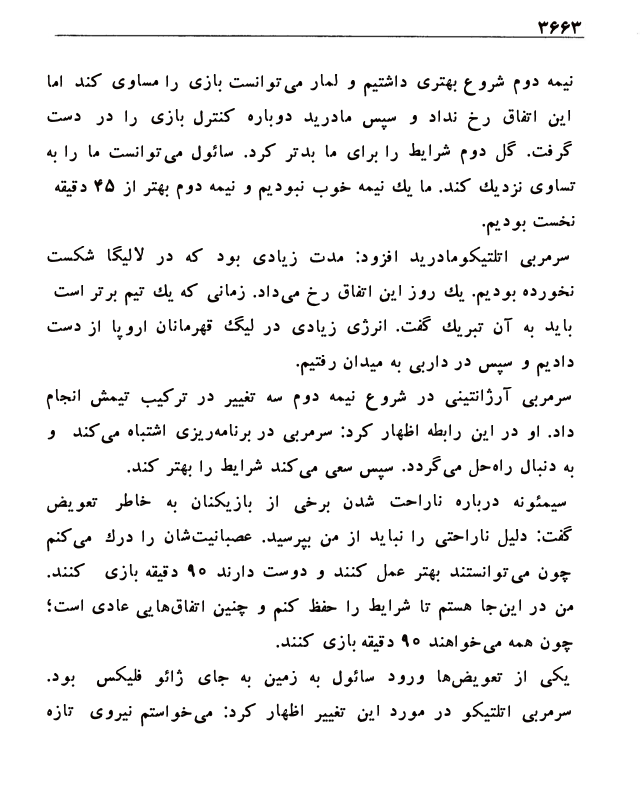 ۳۶۶۳
نیمه دوم شروع بهتری داشتیم و لمار می‌توانست بازی را مساوی کند اما
این اتفاق رخ نداد و سپس مادرید دوباره کنترل بازی را در دست
گرفت. گل دوم شرایط را برای ما بدتر کرد. سائول می‌توانست ما را به
تساوی نزدیك کند. ما یك نیمه خوب نبودیم و نیمه دوم بهتر از ۴۵ دقیقه
نخست بودیم.
سرمربی اتلتیکومادرید افزود: مدت زیادی بود که در لالیگا شکست
نخورده بودیم. یك روز این اتفاق رخ می‌داد. زمانی که یك تیم برتر است
باید به آن تبریك گفت. انرژی زیادی در لیگ قهرمانان اروپا از دست
دادیم و سپس در داربی به میدان رفتیم.
سرمربی آرژانتینی در شروع نیمه دوم سه تغییر در ترکیب تیمش انجام
داد. او در این رابطه اظهار کرد: سرمربی در برنامه‌ریزی اشتباه می‌کند و
به دنبال راه‌حل می‌گردد. سپس سعی می‌کند شرایط را بهتر کند.
سیمئونه درباره ناراحت شدن برخی از بازیکنان به خاطر تعویض
گفت: دلیل ناراحتی را نباید از من بپرسید. عصبانیت‌شان را درك می‌کنم
چون می‌توانستند بهتر عمل کنند و دوست دارند ۹۰ دقیقه بازی کنند.
من در این‌جا هستم تا شرایط را حفظ کنم و چنین اتفاق‌هایی عادی است؛
چون همه می‌خواهند ۹۰ دقیقه بازی کنند.
یکی از تعویض‌ها ورود سائول به زمین به جای ژائو فلیکس بود.
سرمربی اتلتیکو در مورد این تغییر اظهار کرد: می‌خواستم نیروی تازه